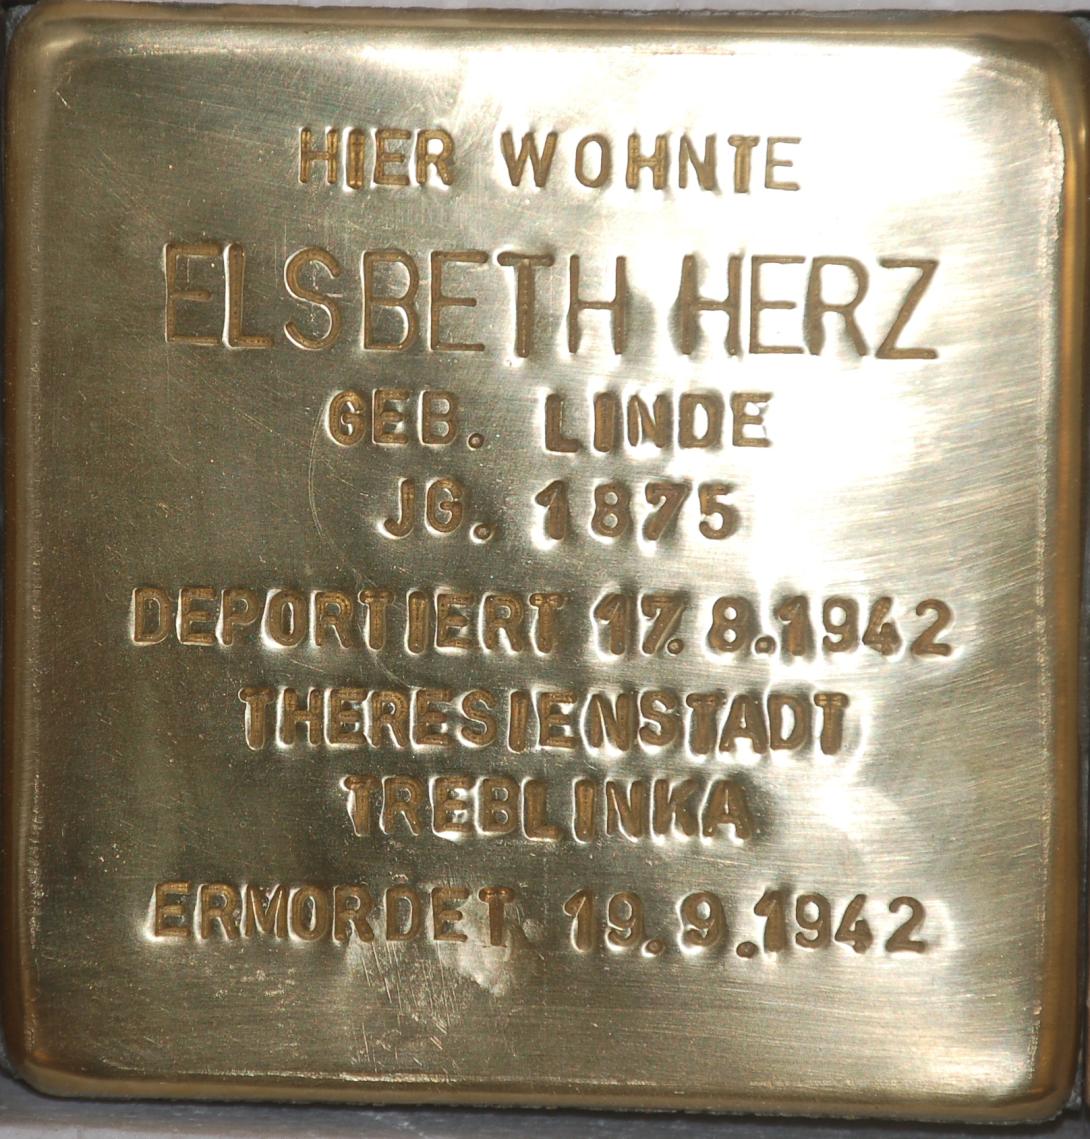 HIER WOHNTE
ELSBETH HERZ
GEB. LINDE
JG. 1875
DEPORTIERT 17.8.1942
THERESIENSTADT
TREBLINKA
ERMORDET 19.9.1942